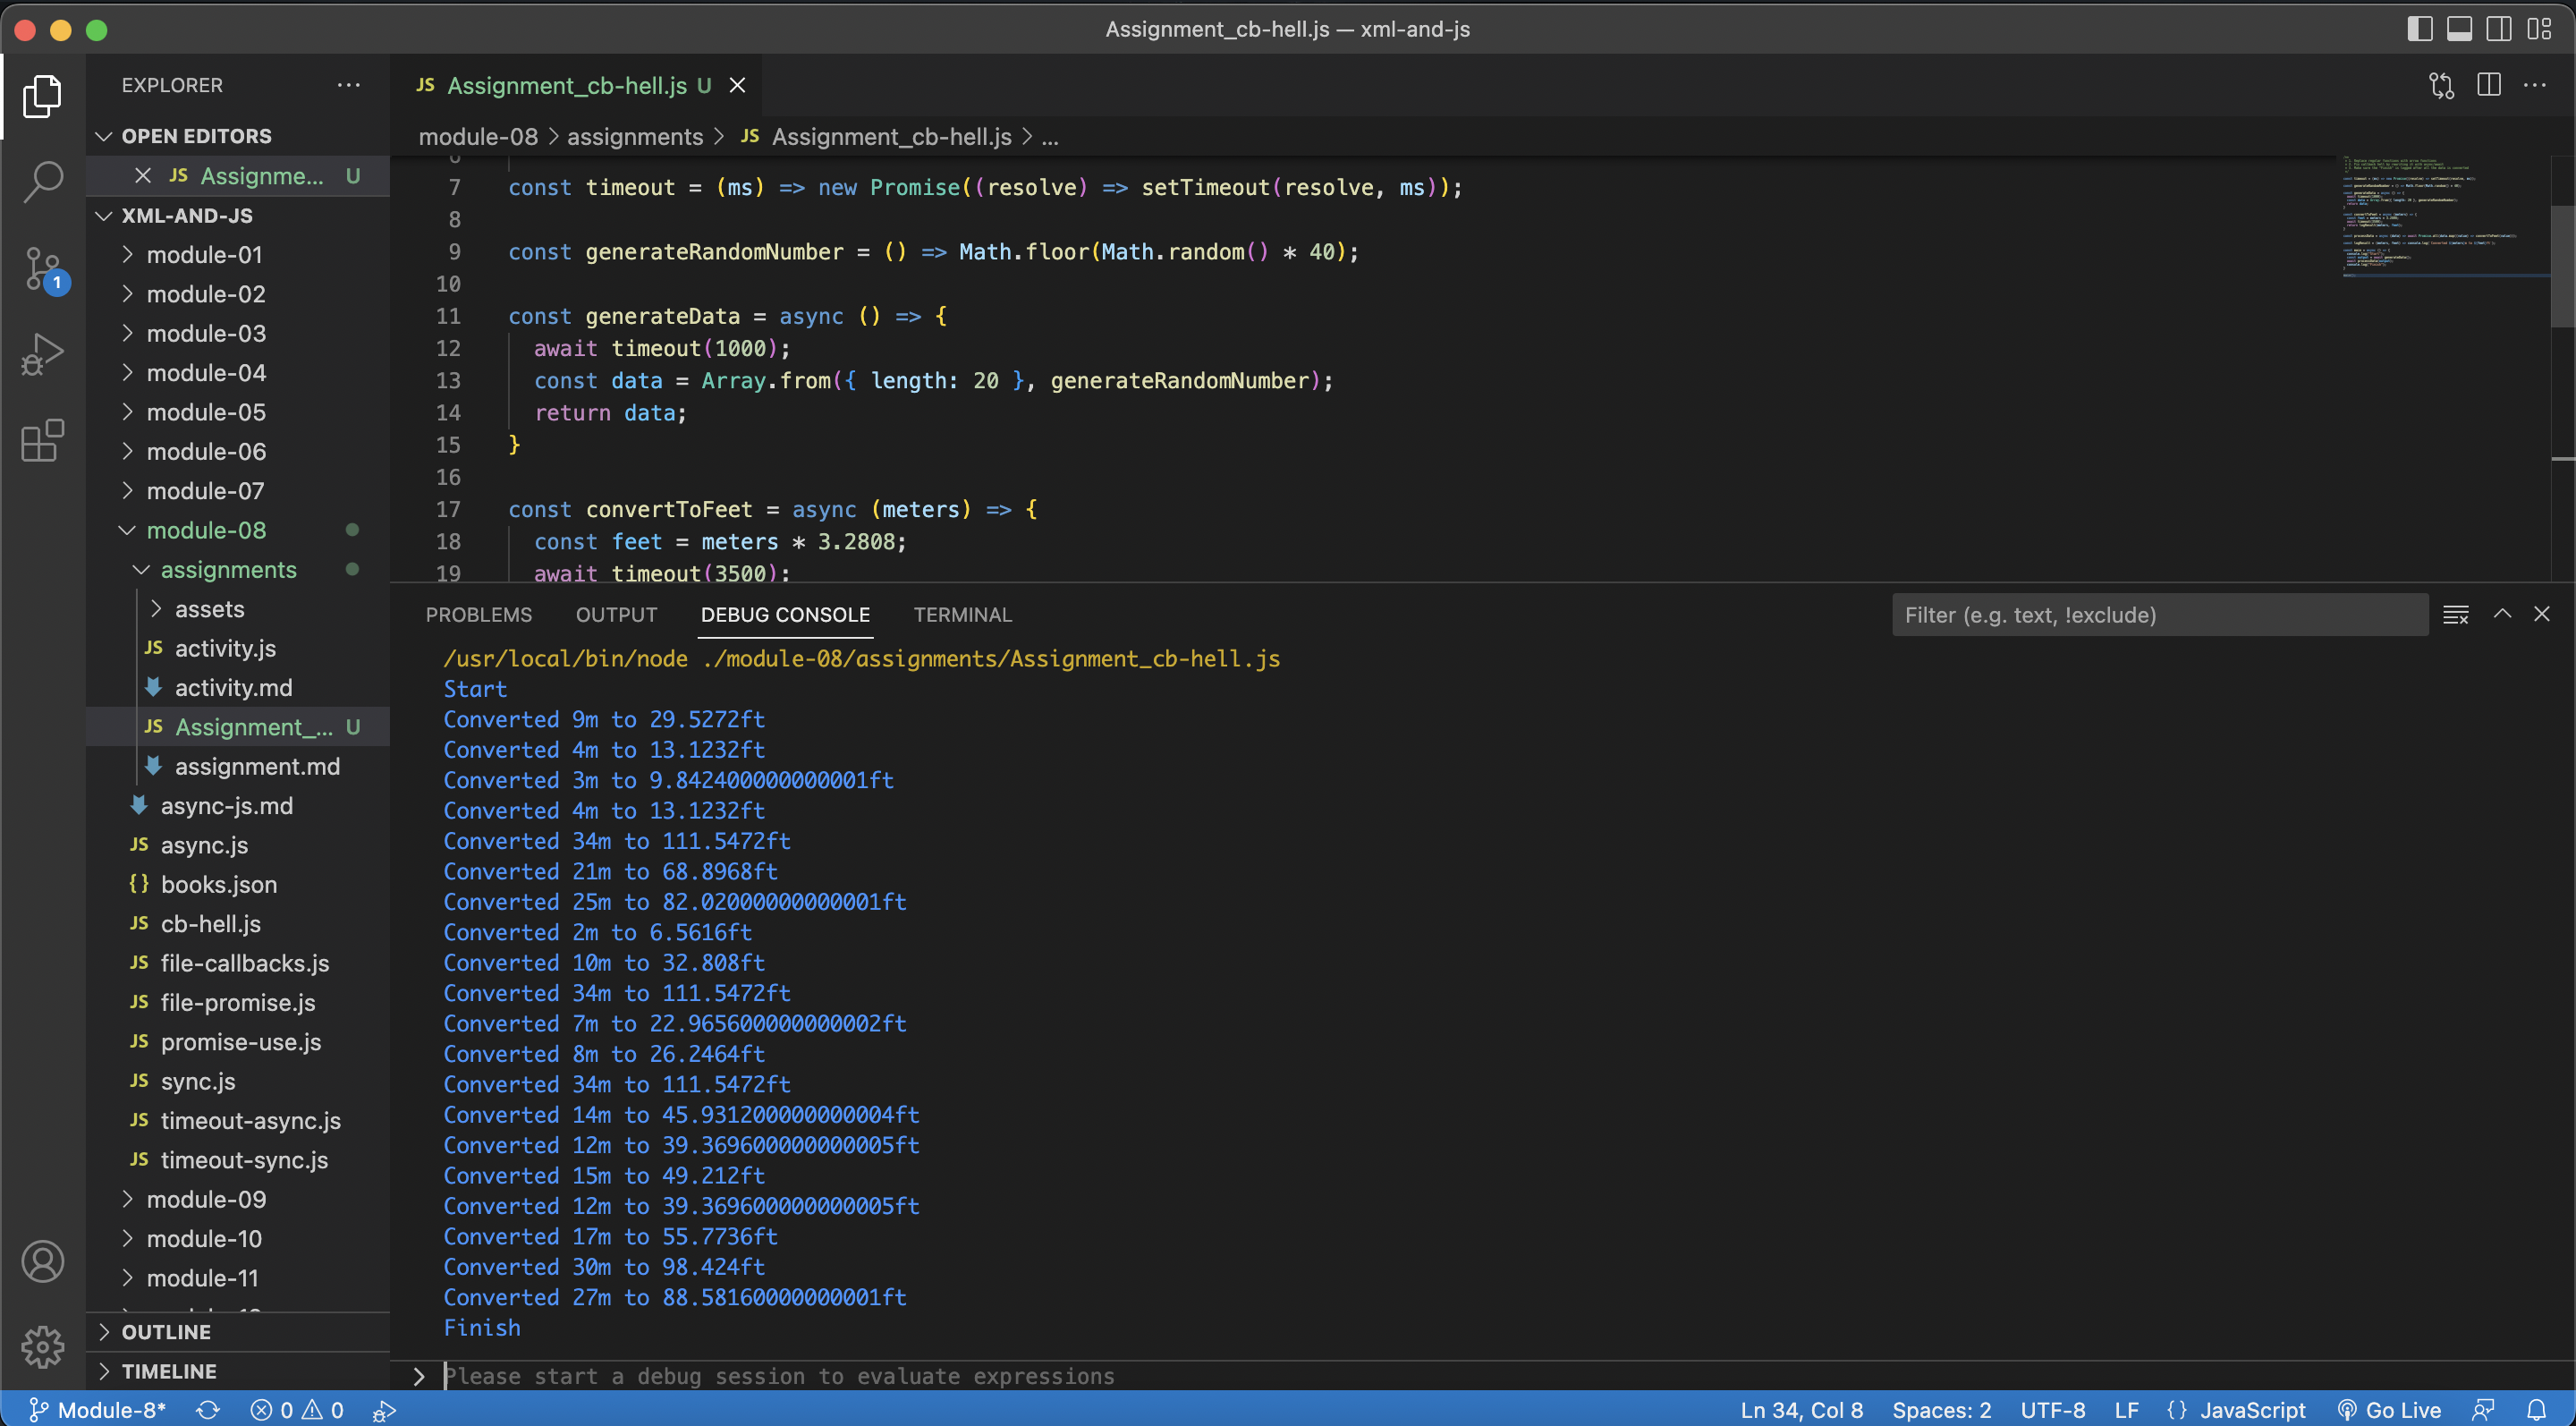 Assignment_cb-hell.js — xml-and-js
EXPLORER
OPEN EDITORS
JS Assignme... U
XML-AND-JS
module-01
module-02
module-03
module-04
module-05
module-06
module-07
module-08
assignments
assets
JS activity.js
activity.md
JS Assignment_... U
assignment.md
async-js.md
JS async.js
{} books.json
JS cb-hell.js
JS file-callbacks.js
JS file-promise.js
JS promise-use.js
JS sync.js
JS timeout-async.js
JS timeout-sync.js
module-09
module-10
module-11
OUTLINE
TIMELINE
1
JS Assignment_cb-hell.js U
module-08 > assignments > JS Assignment_cb-hell.js > ...
7 const timeout = (ms) => new Promise((resolve) => setTimeout(resolve, ms));
8
9 const generateRandomNumber = () => Math.floor(Math.random() * 40);
10
11 const generateData = async () => {
12 await timeout(1000);
13 const data = Array.from({ length: 20 }, generateRandomNumber);
14 return data;
15 }
16
17 const convertToFeet = async (meters) => {
18 const feet = meters * 3.2808;
19 await timeout(3500);
PROBLEMS OUTPUT DEBUG CONSOLE TERMINAL Filter (e.g. text, !exclude)
/usr/local/bin/node ./module-08/assignments/Assignment_cb-hell.js
Start
Converted 9m to 29.5272ft
Converted 4m to 13.1232ft
Converted 3m to 9.842400000000001ft
Converted 4m to 13.1232ft
Converted 34m to 111.5472ft
Converted 21m to 68.8968ft
Converted 25m to 82.02000000000001ft
Converted 2m to 6.5616ft
Converted 10m to 32.808ft
Converted 34m to 111.5472ft
Converted 7m to 22.965600000000002ft
Converted 8m to 26.2464ft
Converted 34m to 111.5472ft
Converted 14m to 45.931200000000004ft
Converted 12m to 39.369600000000005ft
Converted 15m to 49.212ft
Converted 12m to 39.369600000000005ft
Converted 17m to 55.7736ft
Converted 30m to 98.424ft
Converted 27m to 88.58160000000001ft
Finish
> Please start a debug session to evaluate expressions
Module-8* 0 0 Ln 34, Col 8 Spaces: 2 UTF-8 LF {} JavaScript Go Live